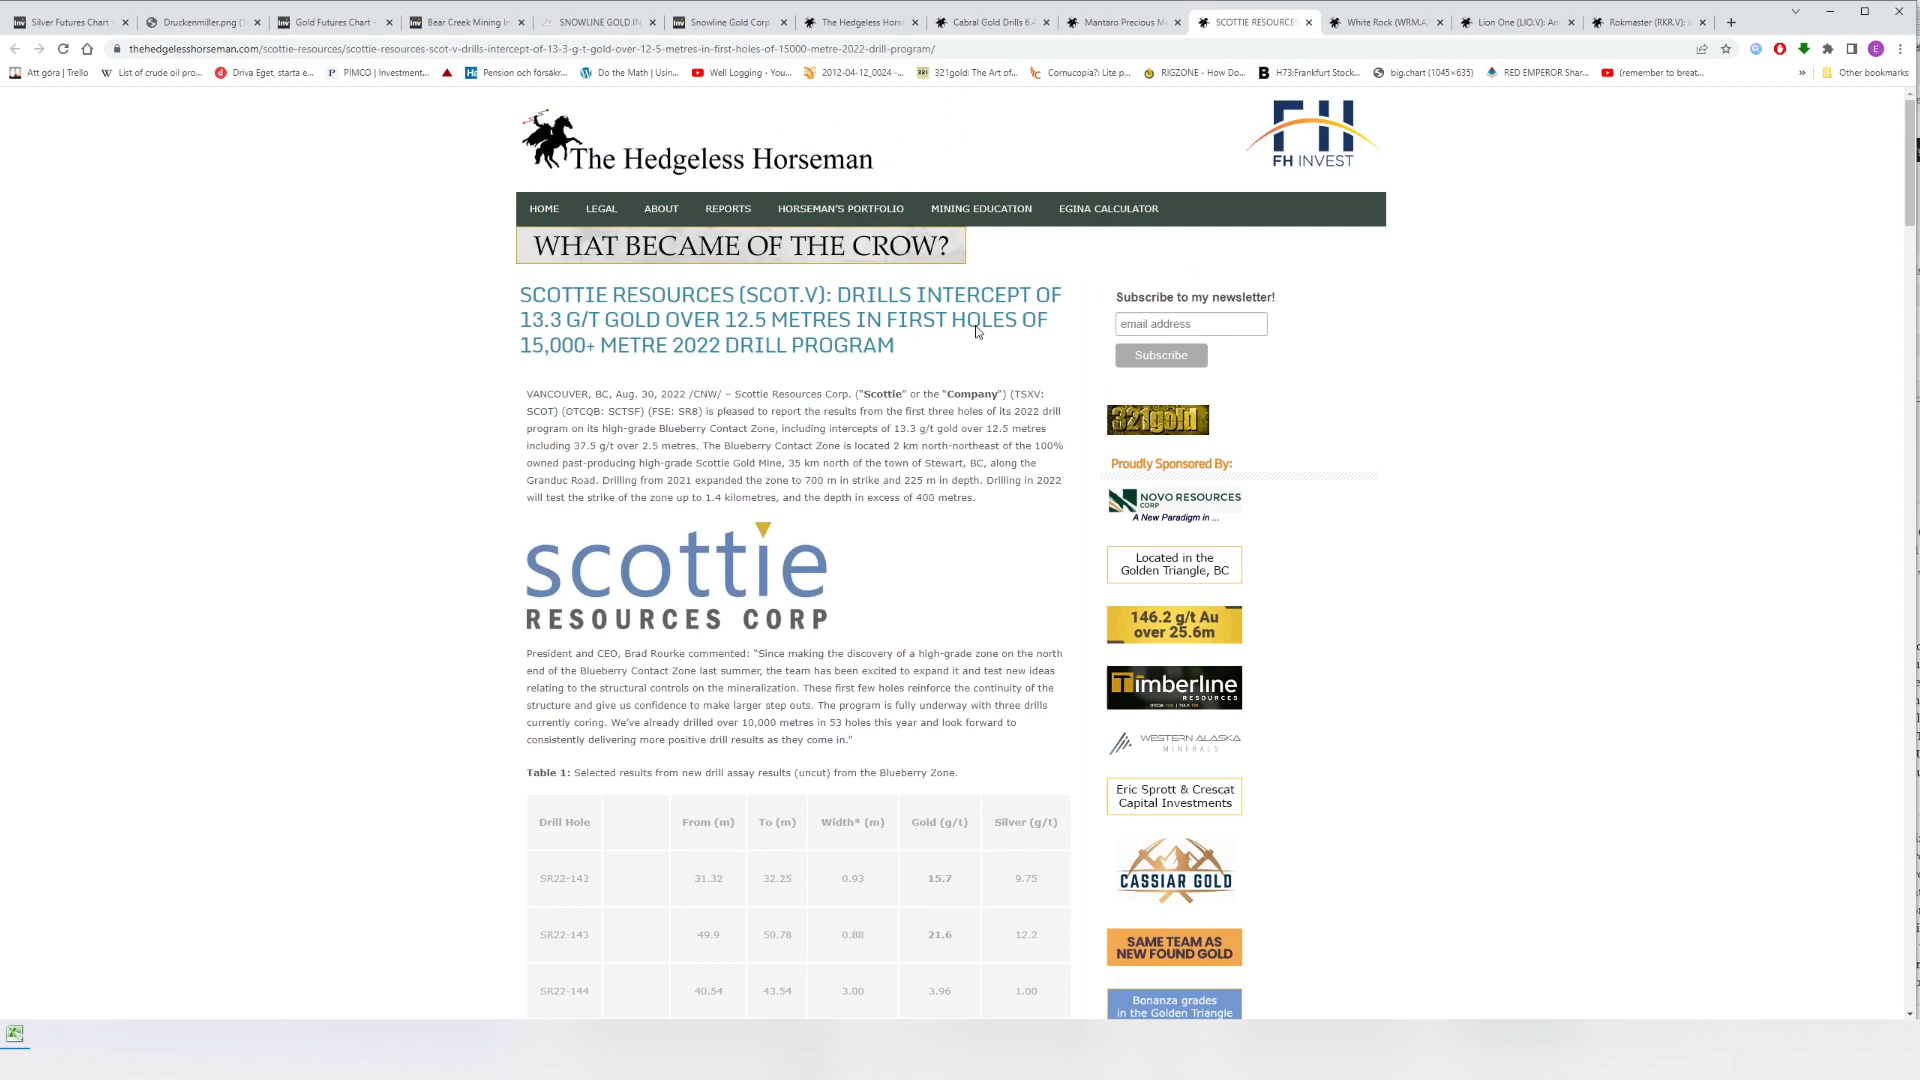 Silver Futures Chart -
Druckenmiller.png (1
Gold Futures Chart -
Bear Creek Mining In
SNOWLINE GOLD IN
Snowline Gold Corp
The Hedgeless Horse
Cabral Gold Drills 6.4
Mantaro Precious M
SCOTTIE RESOURCES
White Rock (WRM.A
Lion One (LIO.V): An
Rokmaster (RKR.V):
thehedgelesshorseman.com/scottie-resources/scottie-resources-scot-v-drills-intercept-of-13-3-g-t-gold-over-12-5-metres-in-first-holes-of-15000-metre-2022-drill-program/
Att göra | Trello
List of crude oil pro...
Driva Eget, starta e...
PIMCO | Investment...
Pension och försäkr...
Do the Math | Usin...
Well Logging - You...
2012-04-12_0024 -...
321gold: The Art of...
Cornucopia?: Lite p...
RIGZONE - How Do...
H73:Frankfurt Stock...
big.chart (1045×635)
RED EMPEROR Shar...
(remember to breat...
»
Other bookmarks
The Hedgeless Horseman
FH
FH INVEST
HOME LEGAL ABOUT REPORTS HORSEMAN'S PORTFOLIO MINING EDUCATION EGINA CALCULATOR
WHAT BECAME OF THE CROW?
SCOTTIE RESOURCES (SCOT.V): DRILLS INTERCEPT OF
13.3 G/T GOLD OVER 12.5 METRES IN FIRST HOLES OF
15,000+ METRE 2022 DRILL PROGRAM
VANCOUVER, BC, Aug. 30, 2022 /CNW/ – Scottie Resources Corp. ("Scottie" or the "Company") (TSXV:
SCOT) (OTCQB: SCTSF) (FSE: SR8) is pleased to report the results from the first three holes of its 2022 drill
program on its high-grade Blueberry Contact Zone, including intercepts of 13.3 g/t gold over 12.5 metres
including 37.5 g/t over 2.5 metres. The Blueberry Contact Zone is located 2 km north-northeast of the 100%
owned past-producing high-grade Scottie Gold Mine, 35 km north of the town of Stewart, BC, along the
Granduc Road. Drilling from 2021 expanded the zone to 700 m in strike and 225 m in depth. Drilling in 2022
will test the strike of the zone up to 1.4 kilometres, and the depth in excess of 400 metres.
scottie
RESOURCES CORP
President and CEO, Brad Rourke commented: "Since making the discovery of a high-grade zone on the north
end of the Blueberry Contact Zone last summer, the team has been excited to expand it and test new ideas
relating to the structural controls on the mineralization. These first few holes reinforce the continuity of the
structure and give us confidence to make larger step outs. The program is fully underway with three drills
currently coring. We've already drilled over 10,000 metres in 53 holes this year and look forward to
consistently delivering more positive drill results as they come in."
Table 1: Selected results from new drill assay results (uncut) from the Blueberry Zone.
Drill Hole From (m) To (m) Width* (m) Gold (g/t) Silver (g/t)
SR22-143 31.32 32.25 0.93 15.7 9.75
SR22-143 49.9 50.78 0.88 21.6 12.2
SR22-144 40.54 43.54 3.00 3.96 1.00
Subscribe to my newsletter!
email address
Subscribe
321gold
Proudly Sponsored By:
NOVO RESOURCES
CORP
A New Paradigm in ...
Located in the
Golden Triangle, BC
146.2 g/t Au
over 25.6m
Timberline
RESOURCES
WESTERN ALASKA
MINERALS
Eric Sprott & Crescat
Capital Investments
CASSIAR GOLD
SAME TEAM AS
NEW FOUND GOLD
Bonanza grades
in the Golden Triangle